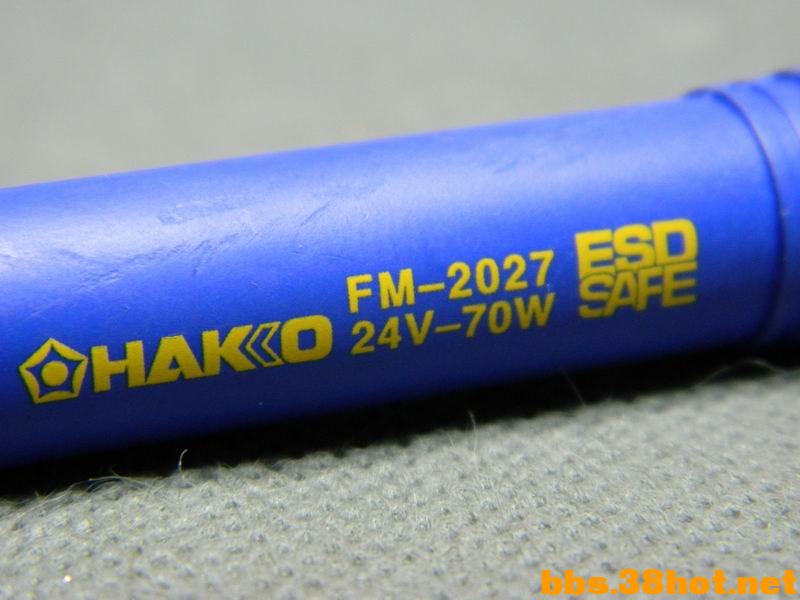 HAKKO
FM-2027
24V-70W
ESD
SAFE
bbs.38hot.net